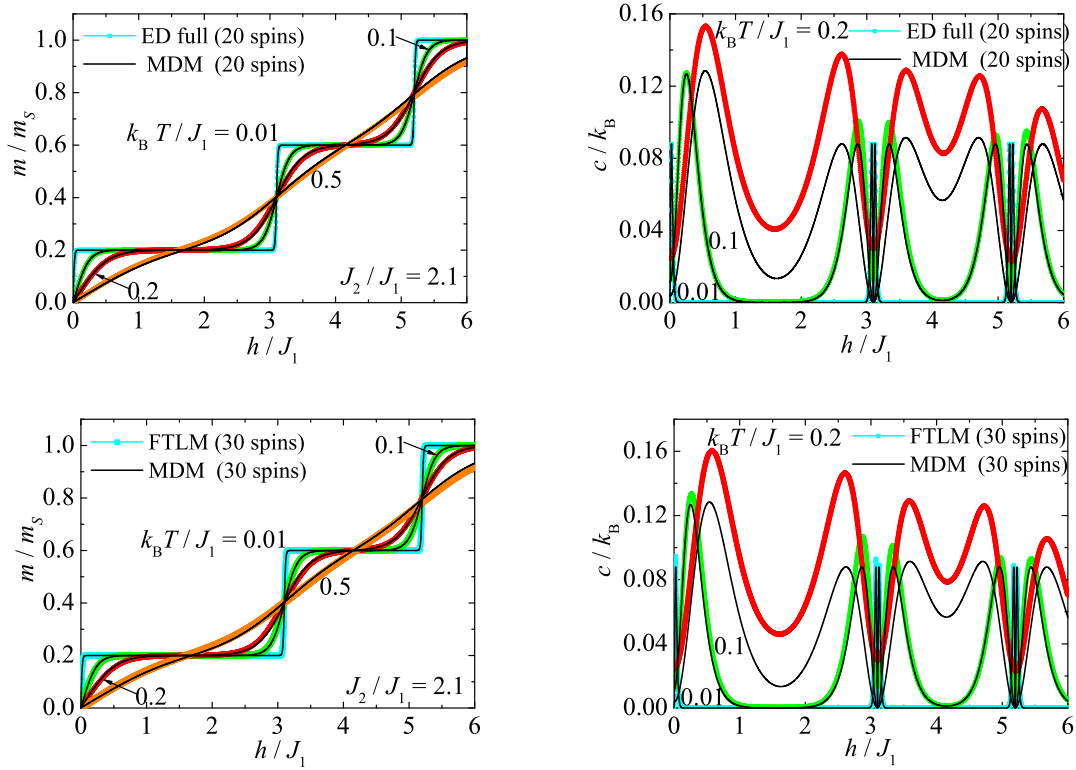 ED full (20 spins)
MDM (20 spins)
0.1
k_B T / J_1 = 0.01
0.5
0.2
J_2 / J_1 = 2.1
m / m_S
1.0
0.8
0.6
0.4
0.2
0.0
0 1 2 3 4 5 6
h / J_1
k_B T / J_1 = 0.2
ED full (20 spins)
MDM (20 spins)
0.1
0.01
c / k_B
0.16
0.12
0.08
0.04
0.00
0 1 2 3 4 5 6
h / J_1
FTLM (30 spins)
MDM (30 spins)
0.1
k_B T / J_1 = 0.01
0.5
0.2
J_2 / J_1 = 2.1
m / m_S
1.0
0.8
0.6
0.4
0.2
0.0
0 1 2 3 4 5 6
h / J_1
k_B T / J_1 = 0.2
FTLM (30 spins)
MDM (30 spins)
0.1
0.01
c / k_B
0.16
0.12
0.08
0.04
0.00
0 1 2 3 4 5 6
h / J_1